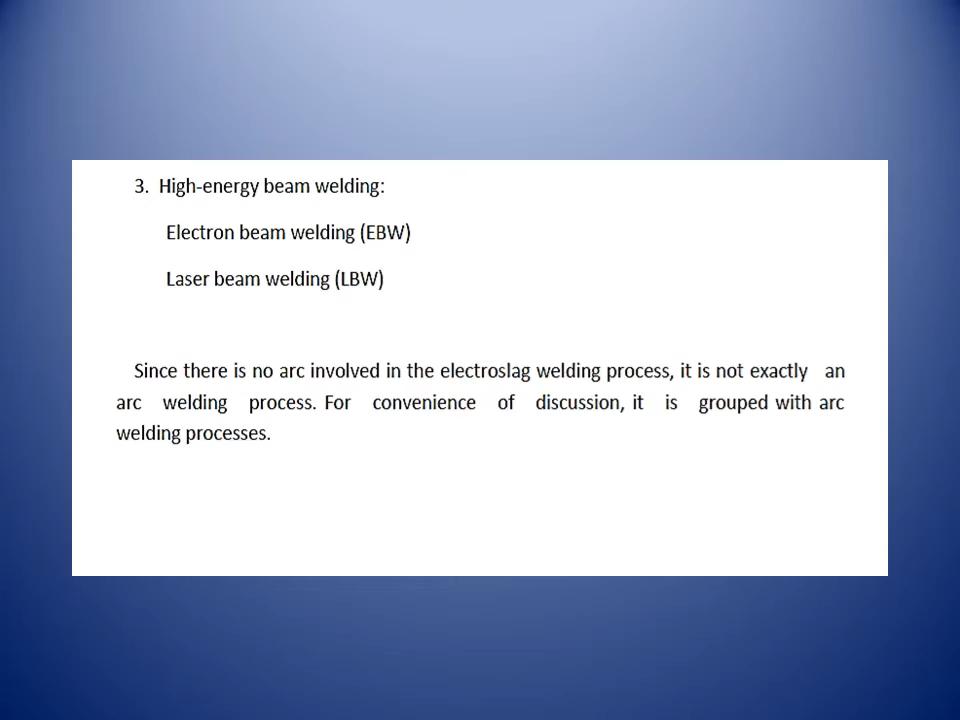 3. High-energy beam welding:
Electron beam welding (EBW)
Laser beam welding (LBW)
Since there is no arc involved in the electroslag welding process, it is not exactly an
arc welding process. For convenience of discussion, it is grouped with arc
welding processes.